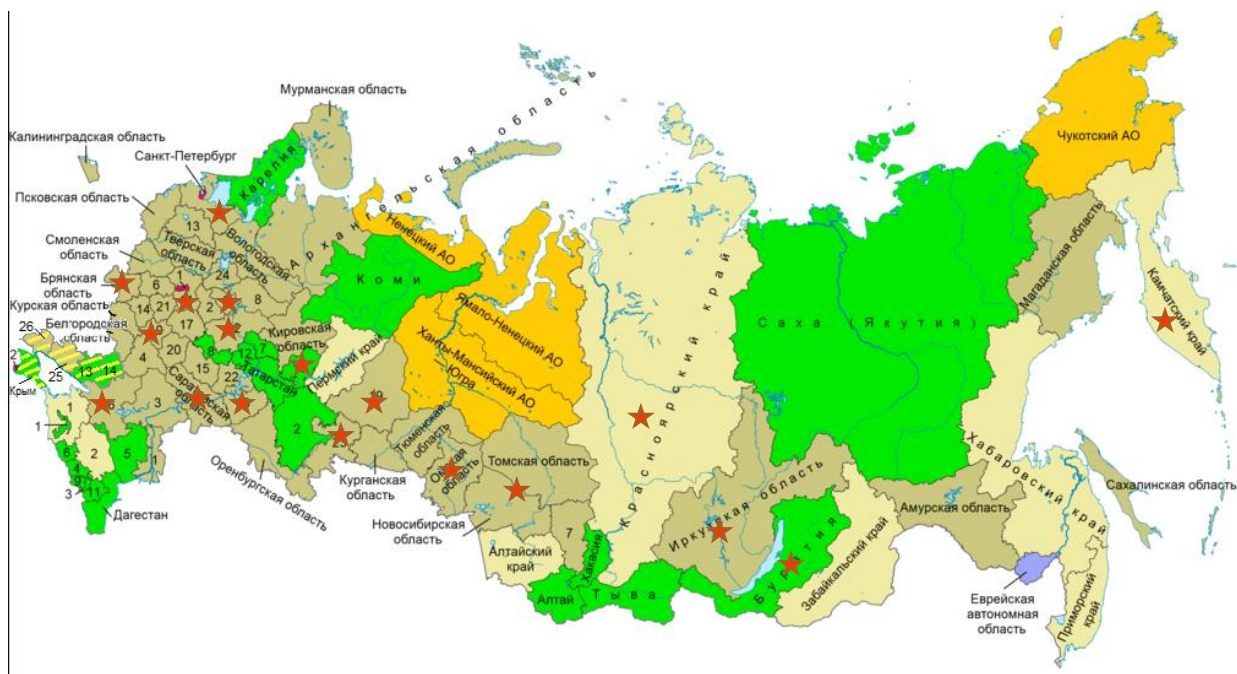 Мурманская область
Калининградская область
Санкт-Петербург
Карелия
Архангельская область
Псковская область
13
Смоленская
область
Тверская
область
Вологодская
область
Ненецкий АО
Чукотский АО
Брянская
область
6
1
24
2
8
Коми
Ямало-Ненецкий АО
Красноярский край
Саха (Якутия)
Магаданская область
Камчатский край
Курская область
14
21
17
Белгородская
область
26
25
13
14
Крым
4
20
8
12
7
Кировская
область
Пермский край
Ханты-Мансийский АО
Югра
15
Татарстан
22
Саратовская
область
1
3
2
1
2
6
4
9
3
11
5
1
Дагестан
Оренбургская область
Курганская
область
Тюменская
область
Омская
область
Томская область
Новосибирская
область
7
Алтайский
край
Хакасия
Алтай
Тыва
Иркутская область
Бурятия
Забайкальский край
Амурская область
Хабаровский край
Сахалинская область
Еврейская
автономная
область
Приморский
край